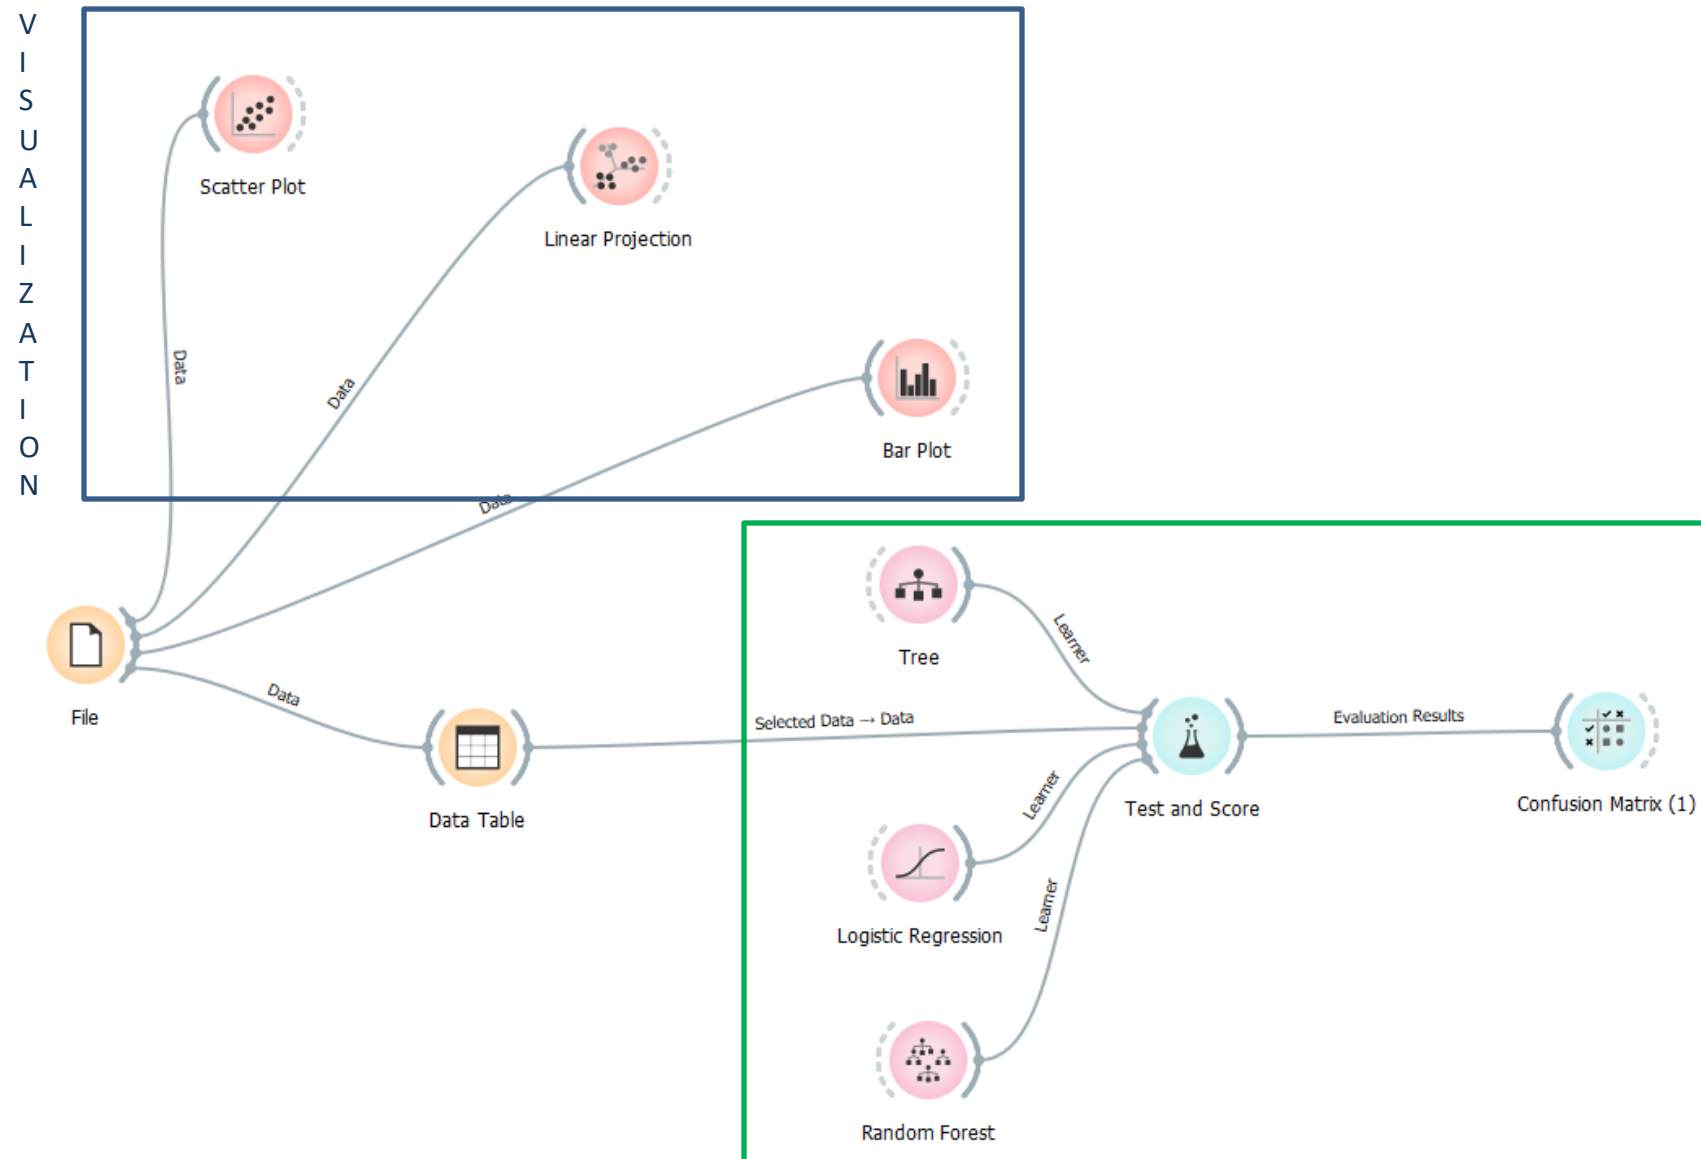 V
I
S
U
A
L
I
Z
A
T
I
O
N
Scatter Plot
Linear Projection
Data
Data
Bar Plot
Data
Tree
Learner
File
Data
Data Table
Selected Data → Data
Learner
Test and Score
Evaluation Results
Confusion Matrix (1)
Logistic Regression
Learner
Random Forest